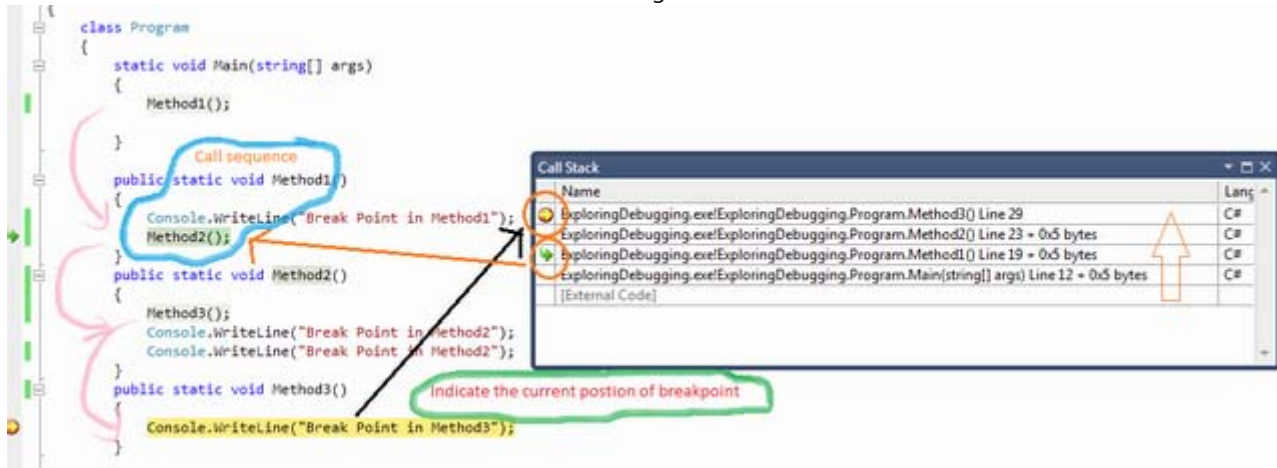 {
class Program
{
static void Main(string[] args)
{
Method1();
}
Call sequence
public static void Method1()
{
Console.WriteLine("Break Point in Method1");
Method2();
}
public static void Method2()
{
Method3();
Console.WriteLine("Break Point in Method2");
Console.WriteLine("Break Point in Method2");
}
public static void Method3()
{
Console.WriteLine("Break Point in Method3");
}
Indicate the current postion of breakpoint
Call Stack
Name Lang
ExploringDebugging.exe!ExploringDebugging.Program.Method3() Line 29 C#
ExploringDebugging.exe!ExploringDebugging.Program.Method2() Line 23 + 0x5 bytes C#
ExploringDebugging.exe!ExploringDebugging.Program.Method1() Line 19 + 0x5 bytes C#
ExploringDebugging.exe!ExploringDebugging.Program.Main(string[] args) Line 12 + 0x5 bytes C#
[External Code]